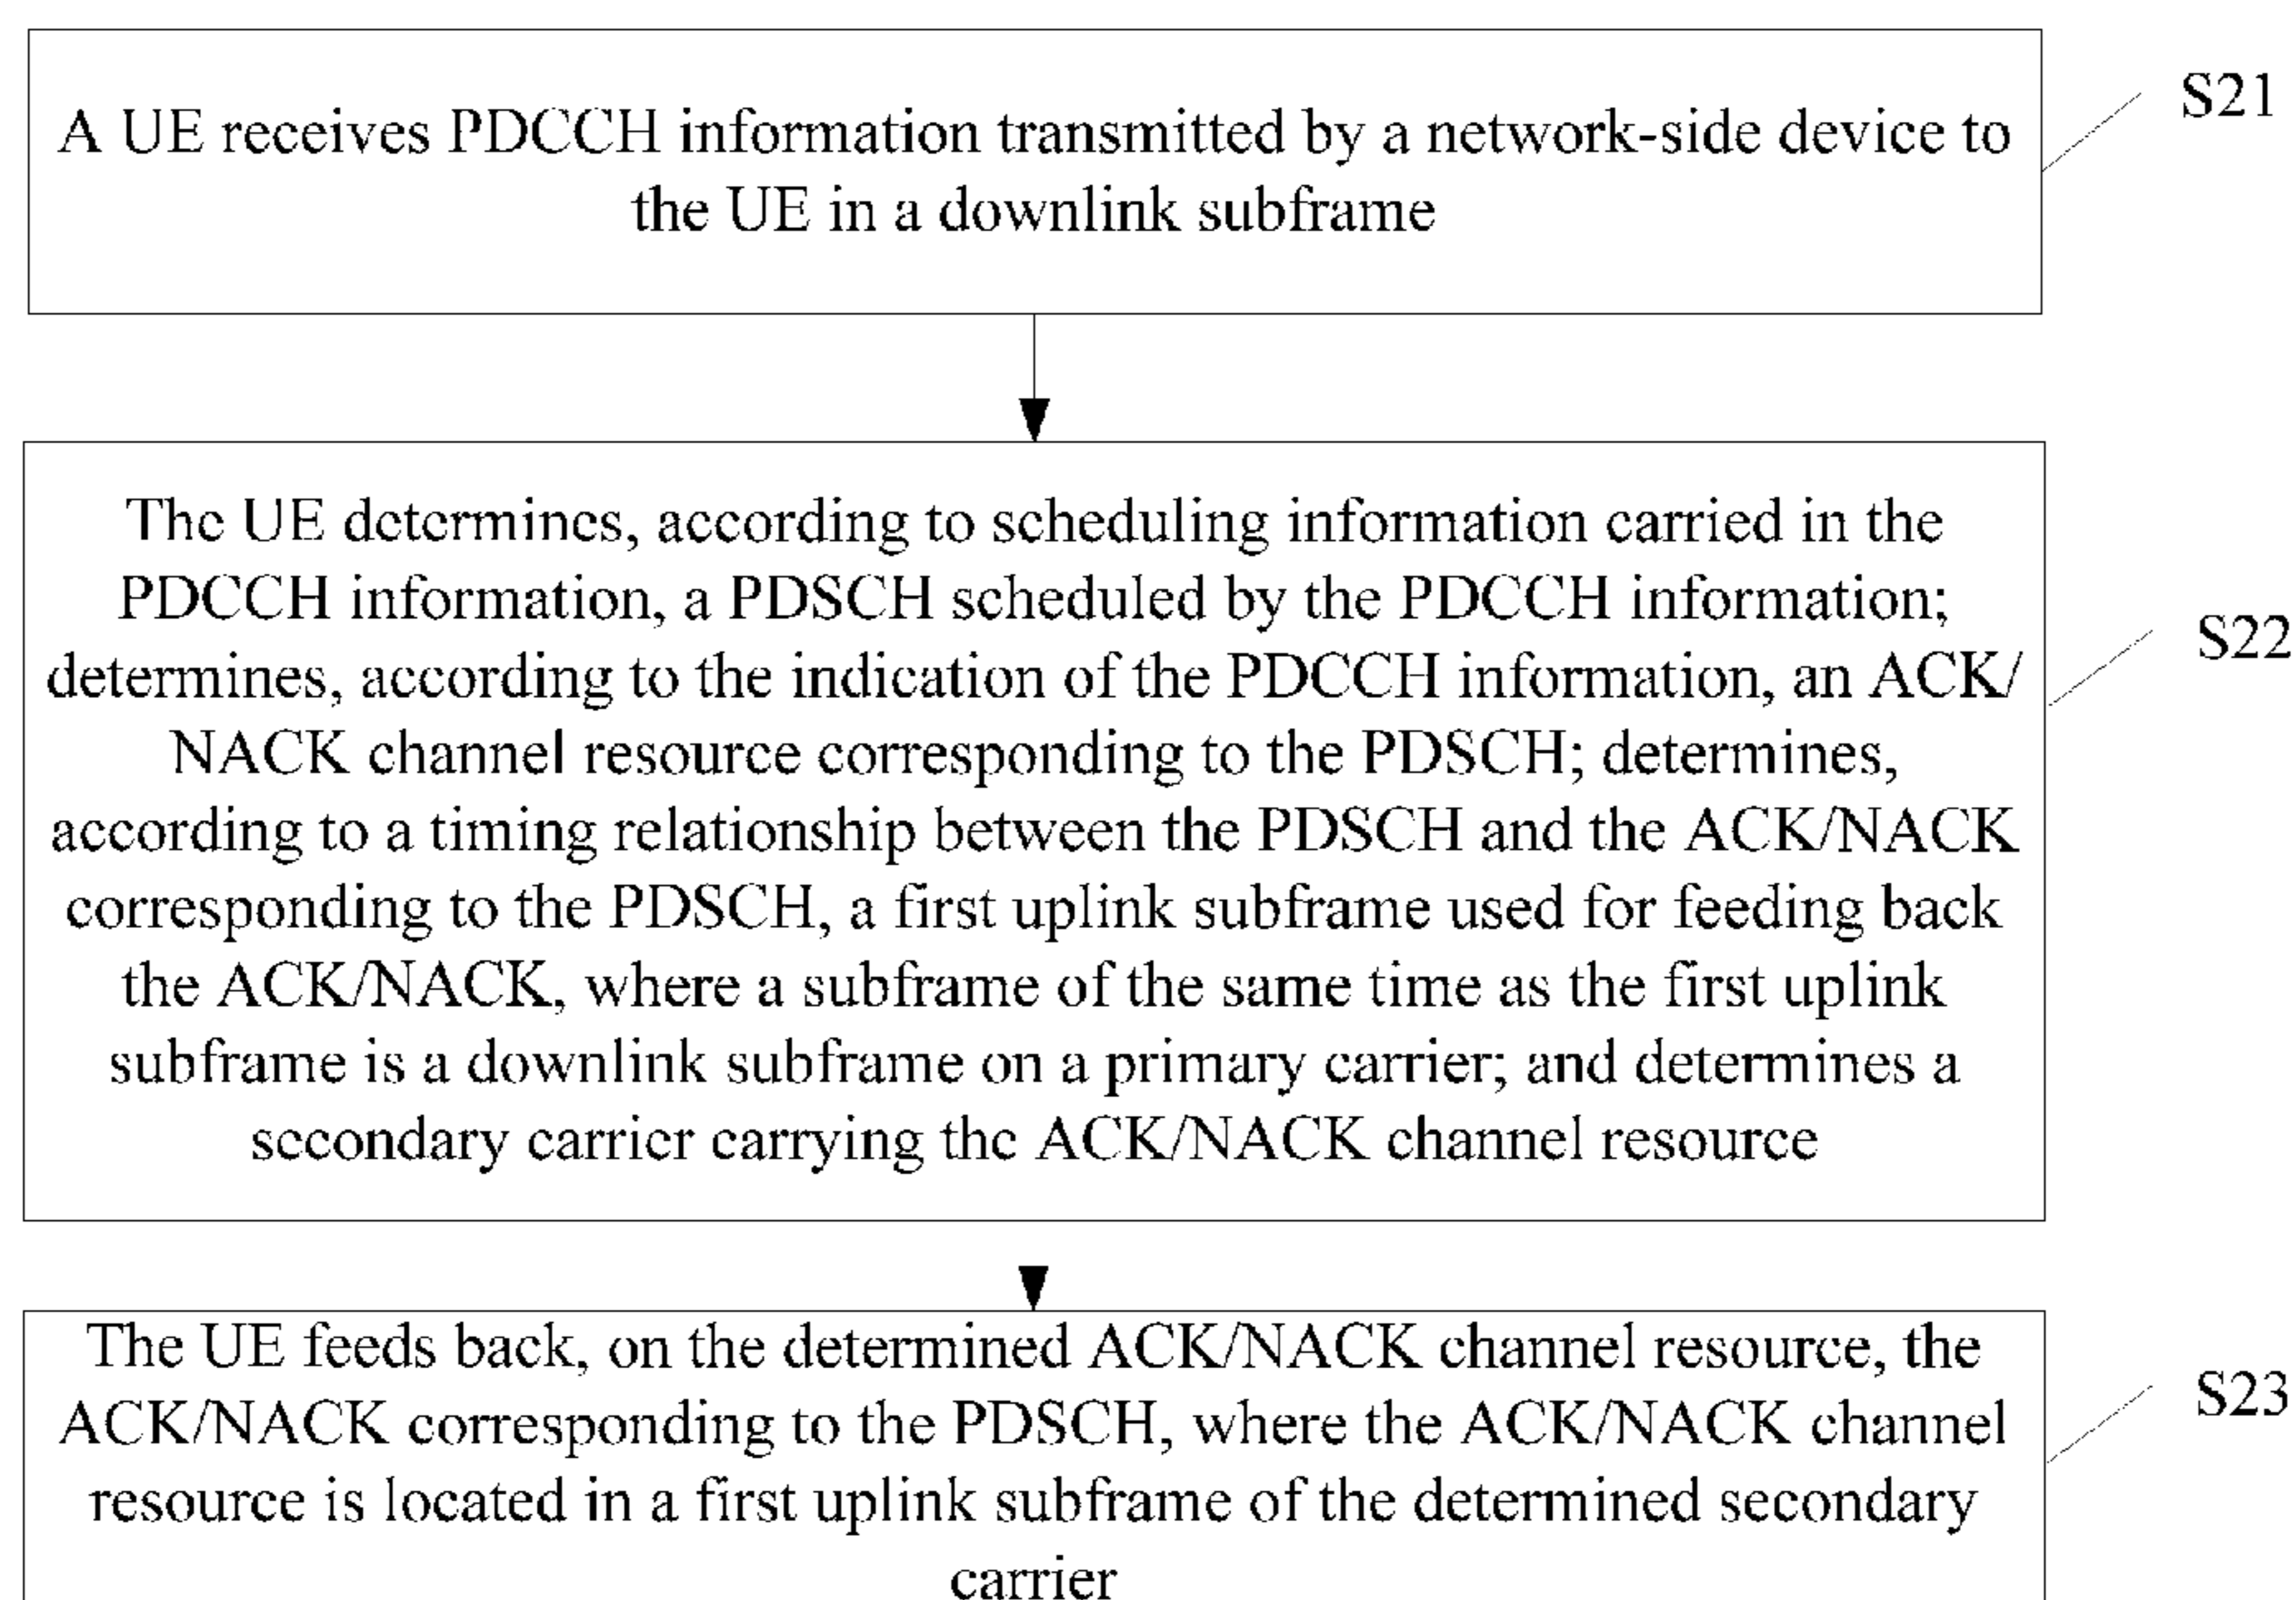 A UE receives PDCCH information transmitted by a network-side device to
the UE in a downlink subframe
S21
The UE determines, according to scheduling information carried in the
PDCCH information, a PDSCH scheduled by the PDCCH information;
determines, according to the indication of the PDCCH information, an ACK/
NACK channel resource corresponding to the PDSCH; determines,
according to a timing relationship between the PDSCH and the ACK/NACK
corresponding to the PDSCH, a first uplink subframe used for feeding back
the ACK/NACK, where a subframe of the same time as the first uplink
subframe is a downlink subframe on a primary carrier; and determines a
secondary carrier carrying the ACK/NACK channel resource
S22
The UE feeds back, on the determined ACK/NACK channel resource, the
ACK/NACK corresponding to the PDSCH, where the ACK/NACK channel
resource is located in a first uplink subframe of the determined secondary
carrier
S23